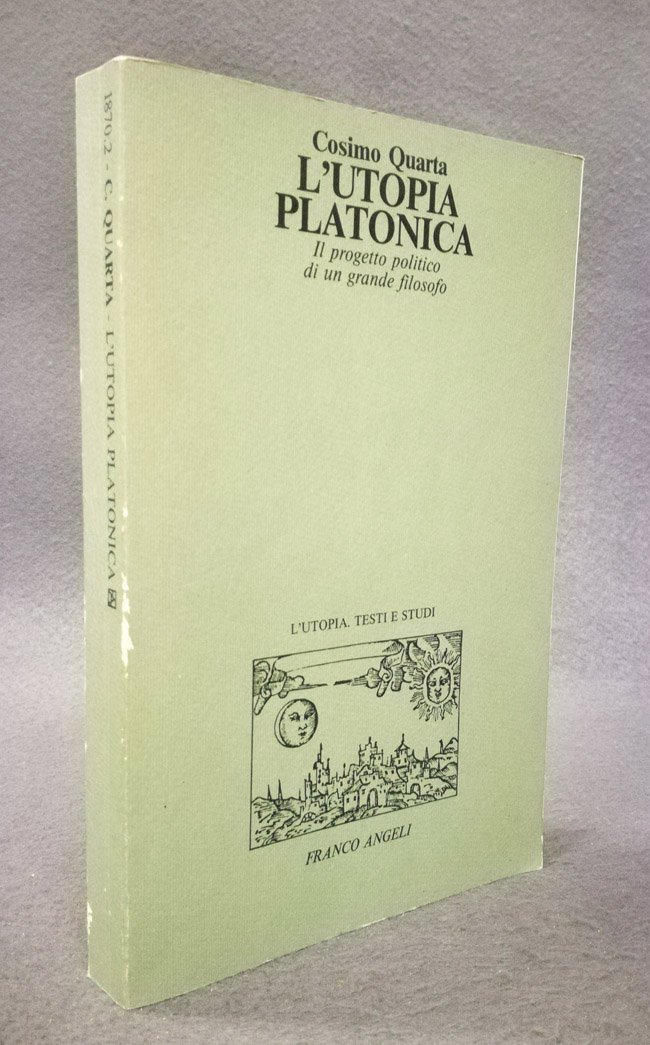 Cosimo Quarta
L'UTOPIA
PLATONICA
Il progetto politico
di un grande filosofo
L'UTOPIA. TESTI E STUDI
FRANCO ANGELI
1870.2 - C. QUARTA - L'UTOPIA PLATONICA